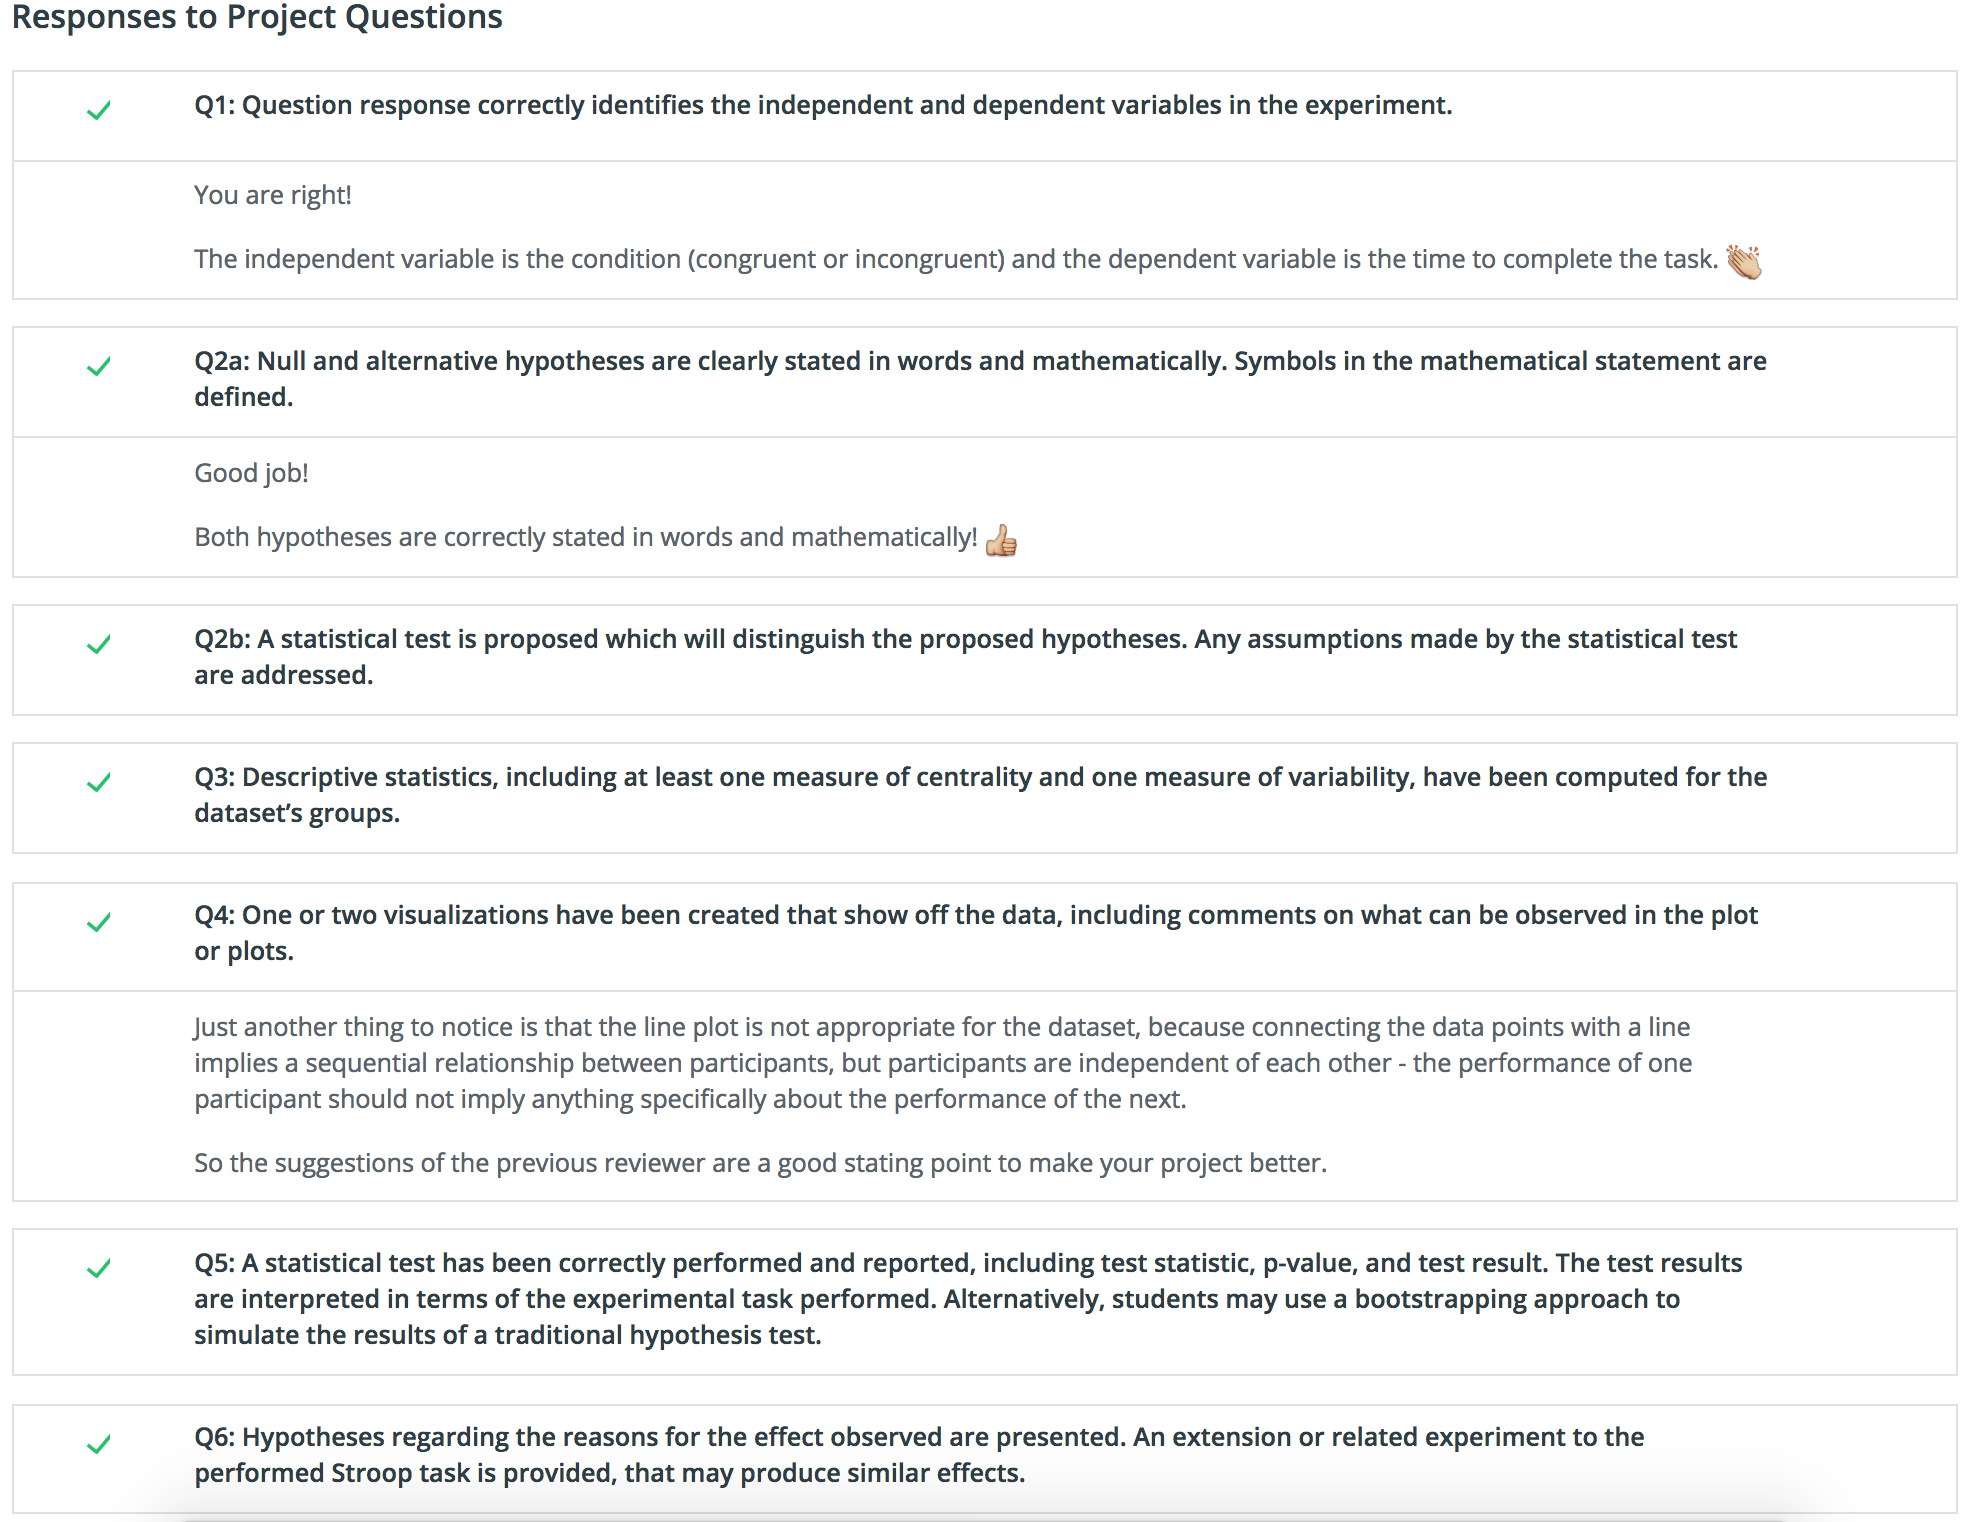 Responses to Project Questions
Q1: Question response correctly identifies the independent and dependent variables in the experiment.
You are right!
The independent variable is the condition (congruent or incongruent) and the dependent variable is the time to complete the task.
Q2a: Null and alternative hypotheses are clearly stated in words and mathematically. Symbols in the mathematical statement are
defined.
Good job!
Both hypotheses are correctly stated in words and mathematically!
Q2b: A statistical test is proposed which will distinguish the proposed hypotheses. Any assumptions made by the statistical test
are addressed.
Q3: Descriptive statistics, including at least one measure of centrality and one measure of variability, have been computed for the
dataset’s groups.
Q4: One or two visualizations have been created that show off the data, including comments on what can be observed in the plot
or plots.
Just another thing to notice is that the line plot is not appropriate for the dataset, because connecting the data points with a line
implies a sequential relationship between participants, but participants are independent of each other - the performance of one
participant should not imply anything specifically about the performance of the next.
So the suggestions of the previous reviewer are a good stating point to make your project better.
Q5: A statistical test has been correctly performed and reported, including test statistic, p-value, and test result. The test results
are interpreted in terms of the experimental task performed. Alternatively, students may use a bootstrapping approach to
simulate the results of a traditional hypothesis test.
Q6: Hypotheses regarding the reasons for the effect observed are presented. An extension or related experiment to the
performed Stroop task is provided, that may produce similar effects.